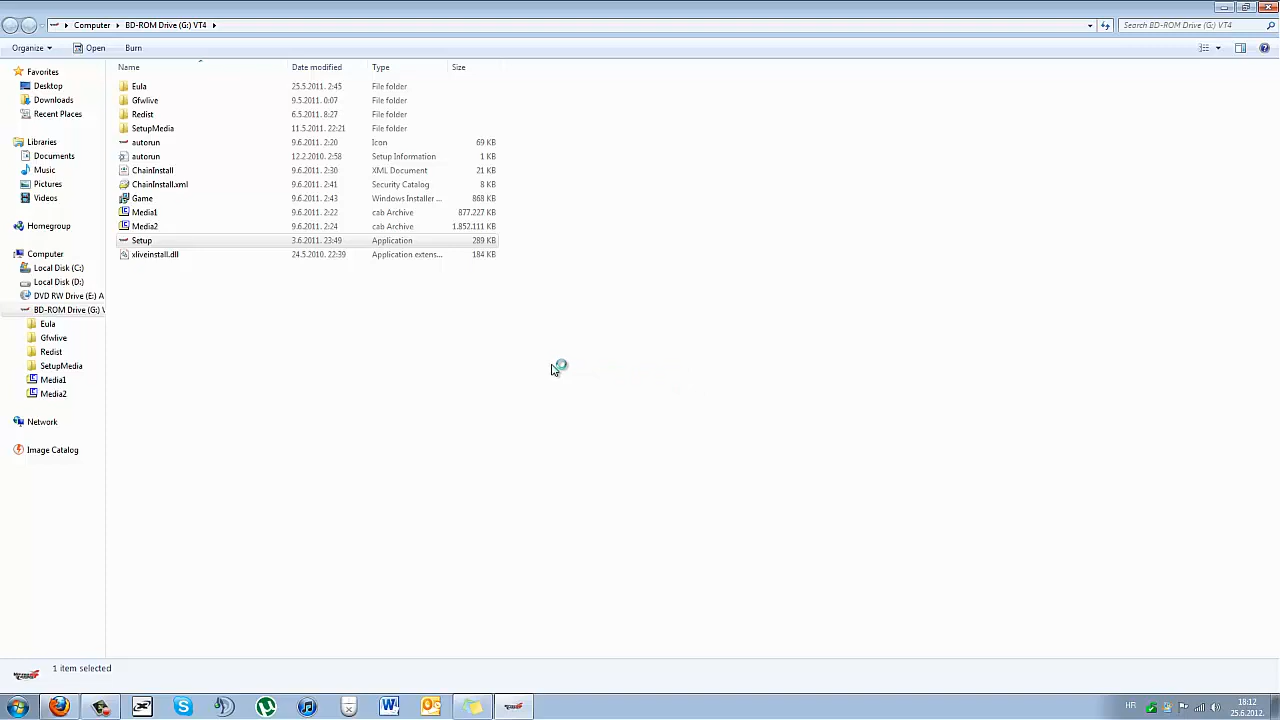 Computer BD-ROM Drive (G:) VT4 Search BD-ROM Drive (G:) VT4
Organize Open Burn
Name Date modified Type Size
Favorites
Desktop
Downloads
Recent Places
Libraries
Documents
Music
Pictures
Videos
Homegroup
Computer
Local Disk (C:)
Local Disk (D:)
DVD RW Drive (E:) A
BD-ROM Drive (G:) V
Eula
Gfwlive
Redist
SetupMedia
Media1
Media2
Network
Image Catalog
Eula 25.5.2011. 2:45 File folder
Gfwlive 9.5.2011. 0:07 File folder
Redist 6.5.2011. 8:27 File folder
SetupMedia 11.5.2011. 22:21 File folder
autorun 9.6.2011. 2:20 Icon 69 KB
autorun 12.2.2010. 2:58 Setup Information 1 KB
ChainInstall 9.6.2011. 2:30 XML Document 21 KB
ChainInstall.xml 9.6.2011. 2:41 Security Catalog 8 KB
Game 9.6.2011. 2:43 Windows Installer ... 868 KB
Media1 9.6.2011. 2:22 cab Archive 877.227 KB
Media2 9.6.2011. 2:24 cab Archive 1.852.111 KB
Setup 3.6.2011. 23:49 Application 289 KB
xliveinstall.dll 24.5.2010. 22:39 Application extens... 184 KB
1 item selected
HR 18:12
25.6.2012.